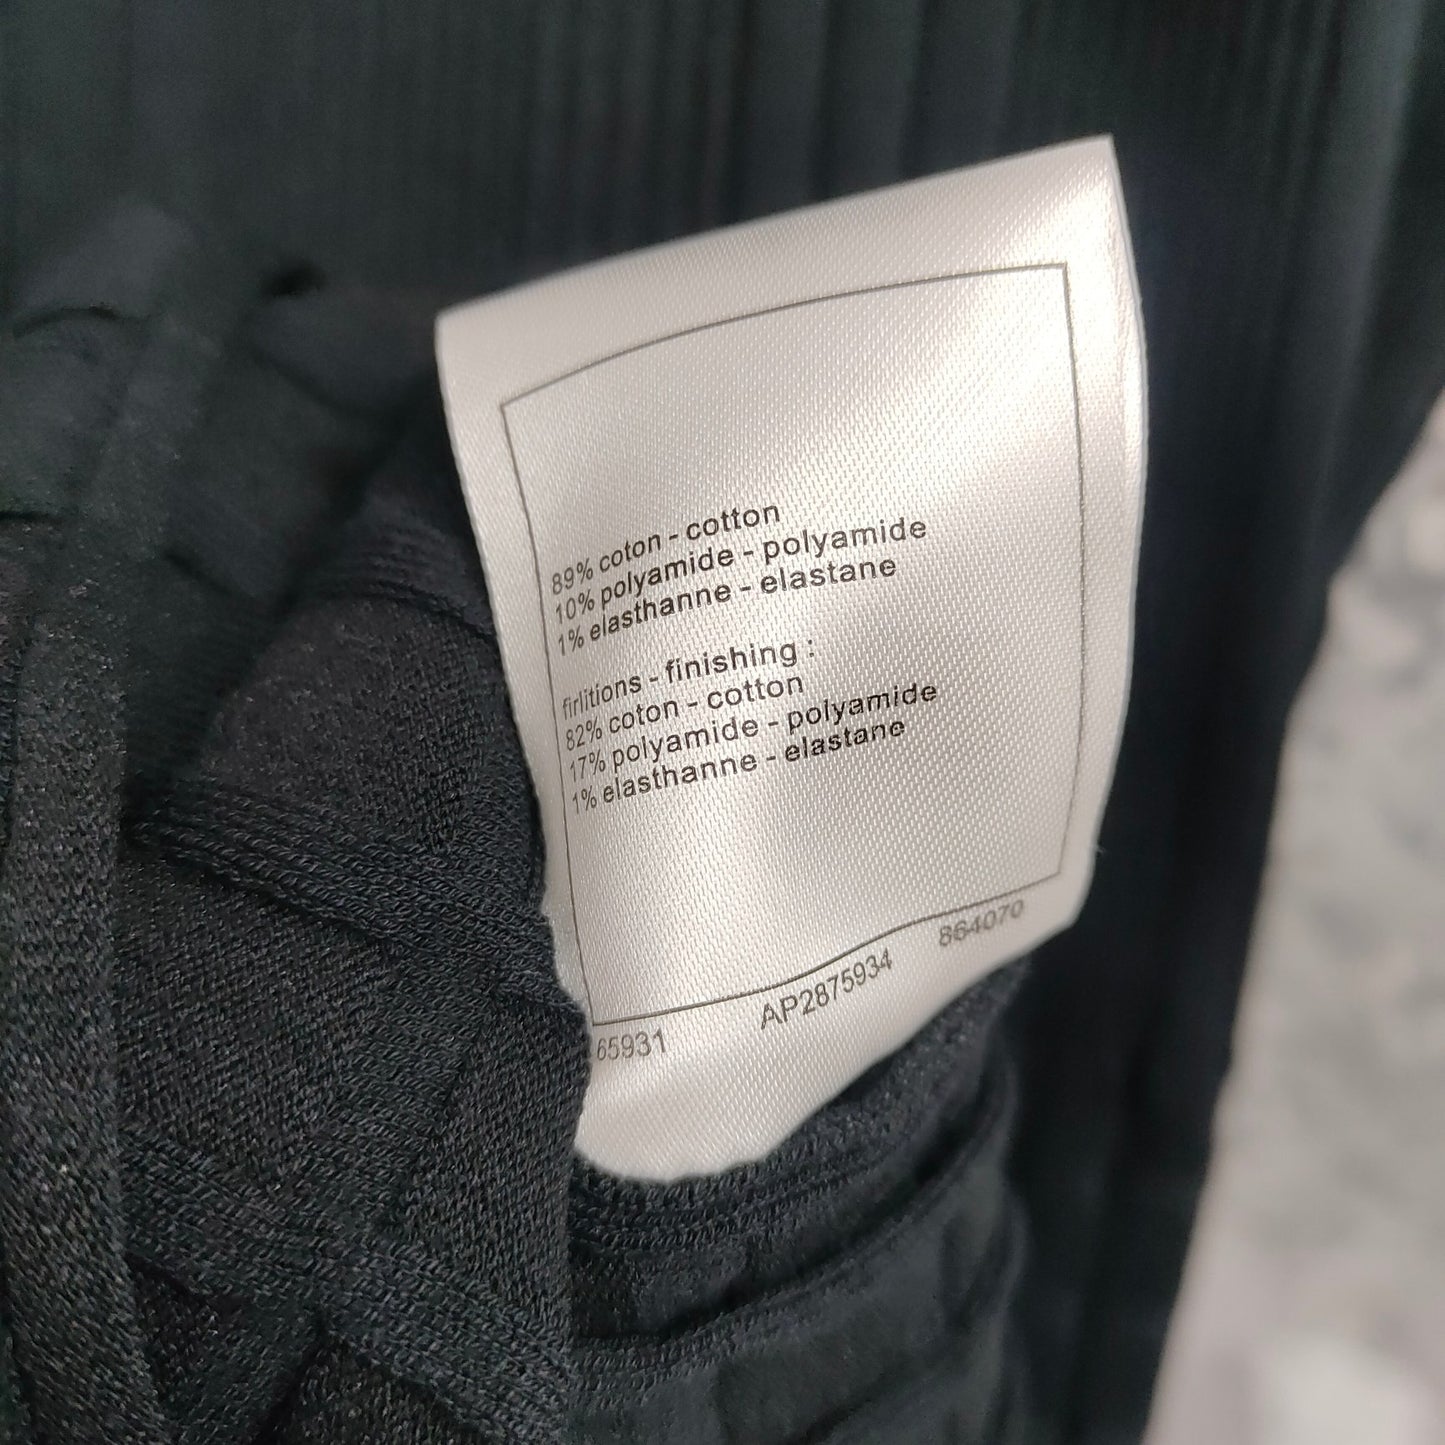 89% coton - cotton
10% polyamide - polyamide
1% elasthanne - elastane
firlitions - finishing :
82% coton - cotton
17% polyamide - polyamide
1% elasthanne - elastane
65931 AP2875934 864070